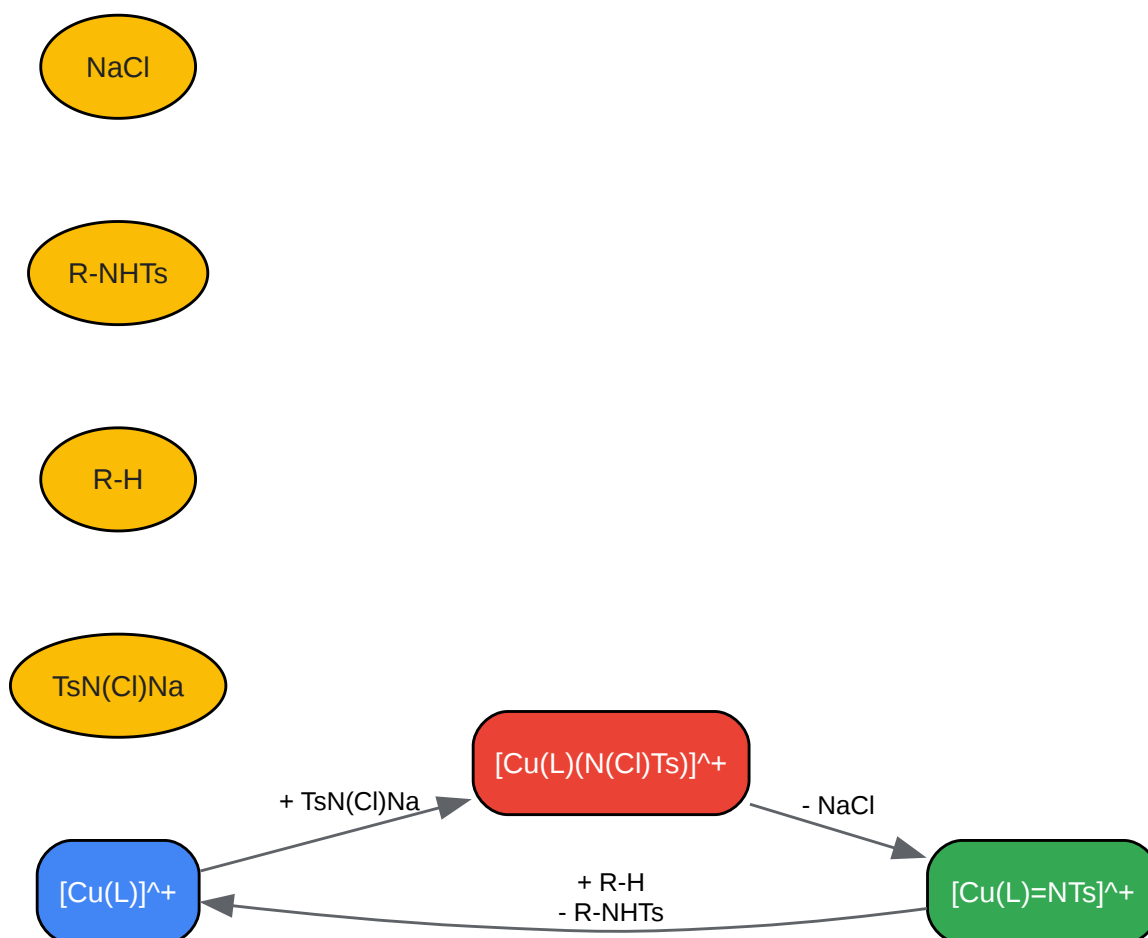 NaCl
R-NHTs
R-H
TsN(Cl)Na
[Cu(L)(N(Cl)Ts)]^+
+ TsN(Cl)Na
- NaCl
[Cu(L)]^+
+ R-H
- R-NHTs
[Cu(L)=NTs]^+